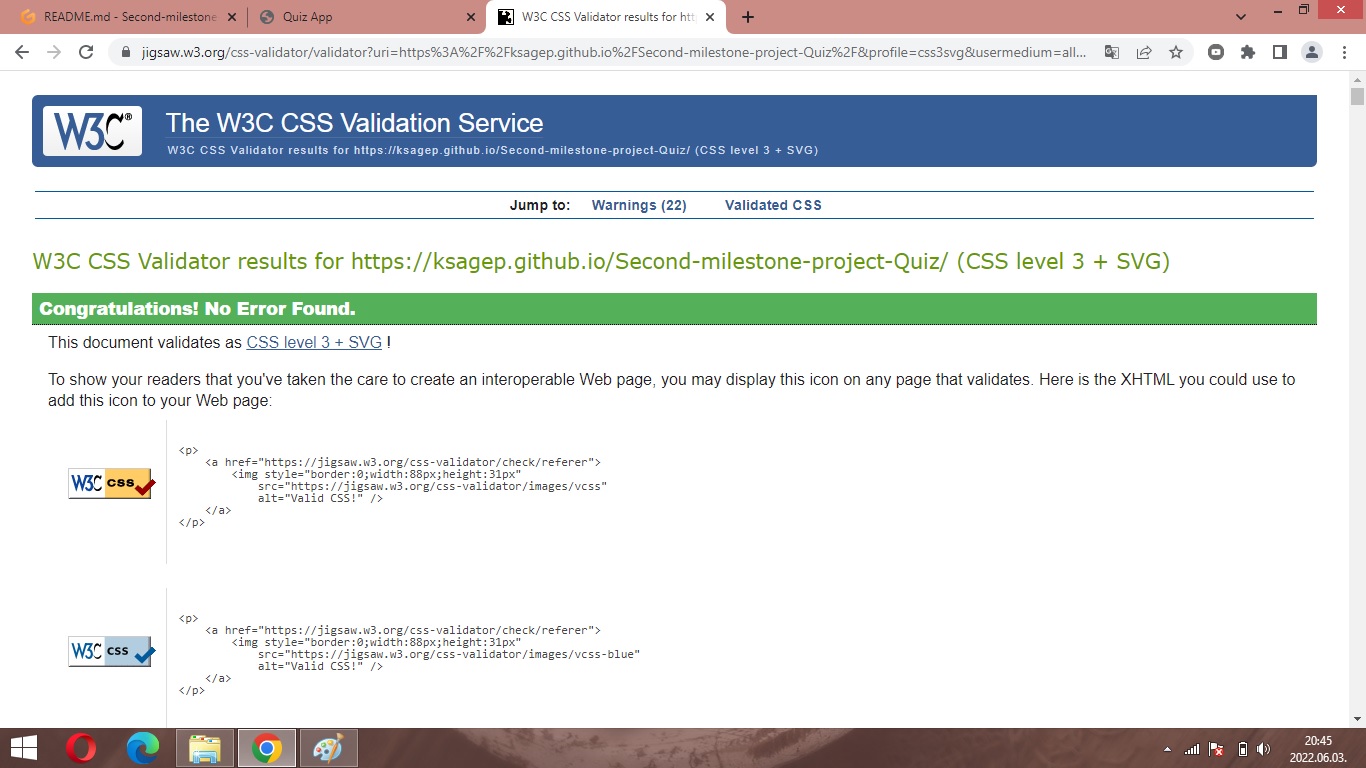 README.md - Second-milestone
Quiz App
W3C CSS Validator results for htt
jigsaw.w3.org/css-validator/validator?uri=https%3A%2F%2Fksagep.github.io%2FSecond-milestone-project-Quiz%2F&profile=css3svg&usermedium=all...
W3C®
The W3C CSS Validation Service
W3C CSS Validator results for https://ksagep.github.io/Second-milestone-project-Quiz/ (CSS level 3 + SVG)
Jump to: Warnings (22) Validated CSS
W3C CSS Validator results for https://ksagep.github.io/Second-milestone-project-Quiz/ (CSS level 3 + SVG)
Congratulations! No Error Found.
This document validates as CSS level 3 + SVG !
To show your readers that you've taken the care to create an interoperable Web page, you may display this icon on any page that validates. Here is the XHTML you could use to
add this icon to your Web page:
W3C css
<p>
<a href="https://jigsaw.w3.org/css-validator/check/referer">
<img style="border:0;width:88px;height:31px"
src="https://jigsaw.w3.org/css-validator/images/vcss"
alt="Valid CSS!" />
</a>
</p>
W3C css
<p>
<a href="https://jigsaw.w3.org/css-validator/check/referer">
<img style="border:0;width:88px;height:31px"
src="https://jigsaw.w3.org/css-validator/images/vcss-blue"
alt="Valid CSS!" />
</a>
</p>
20:45
2022.06.03.